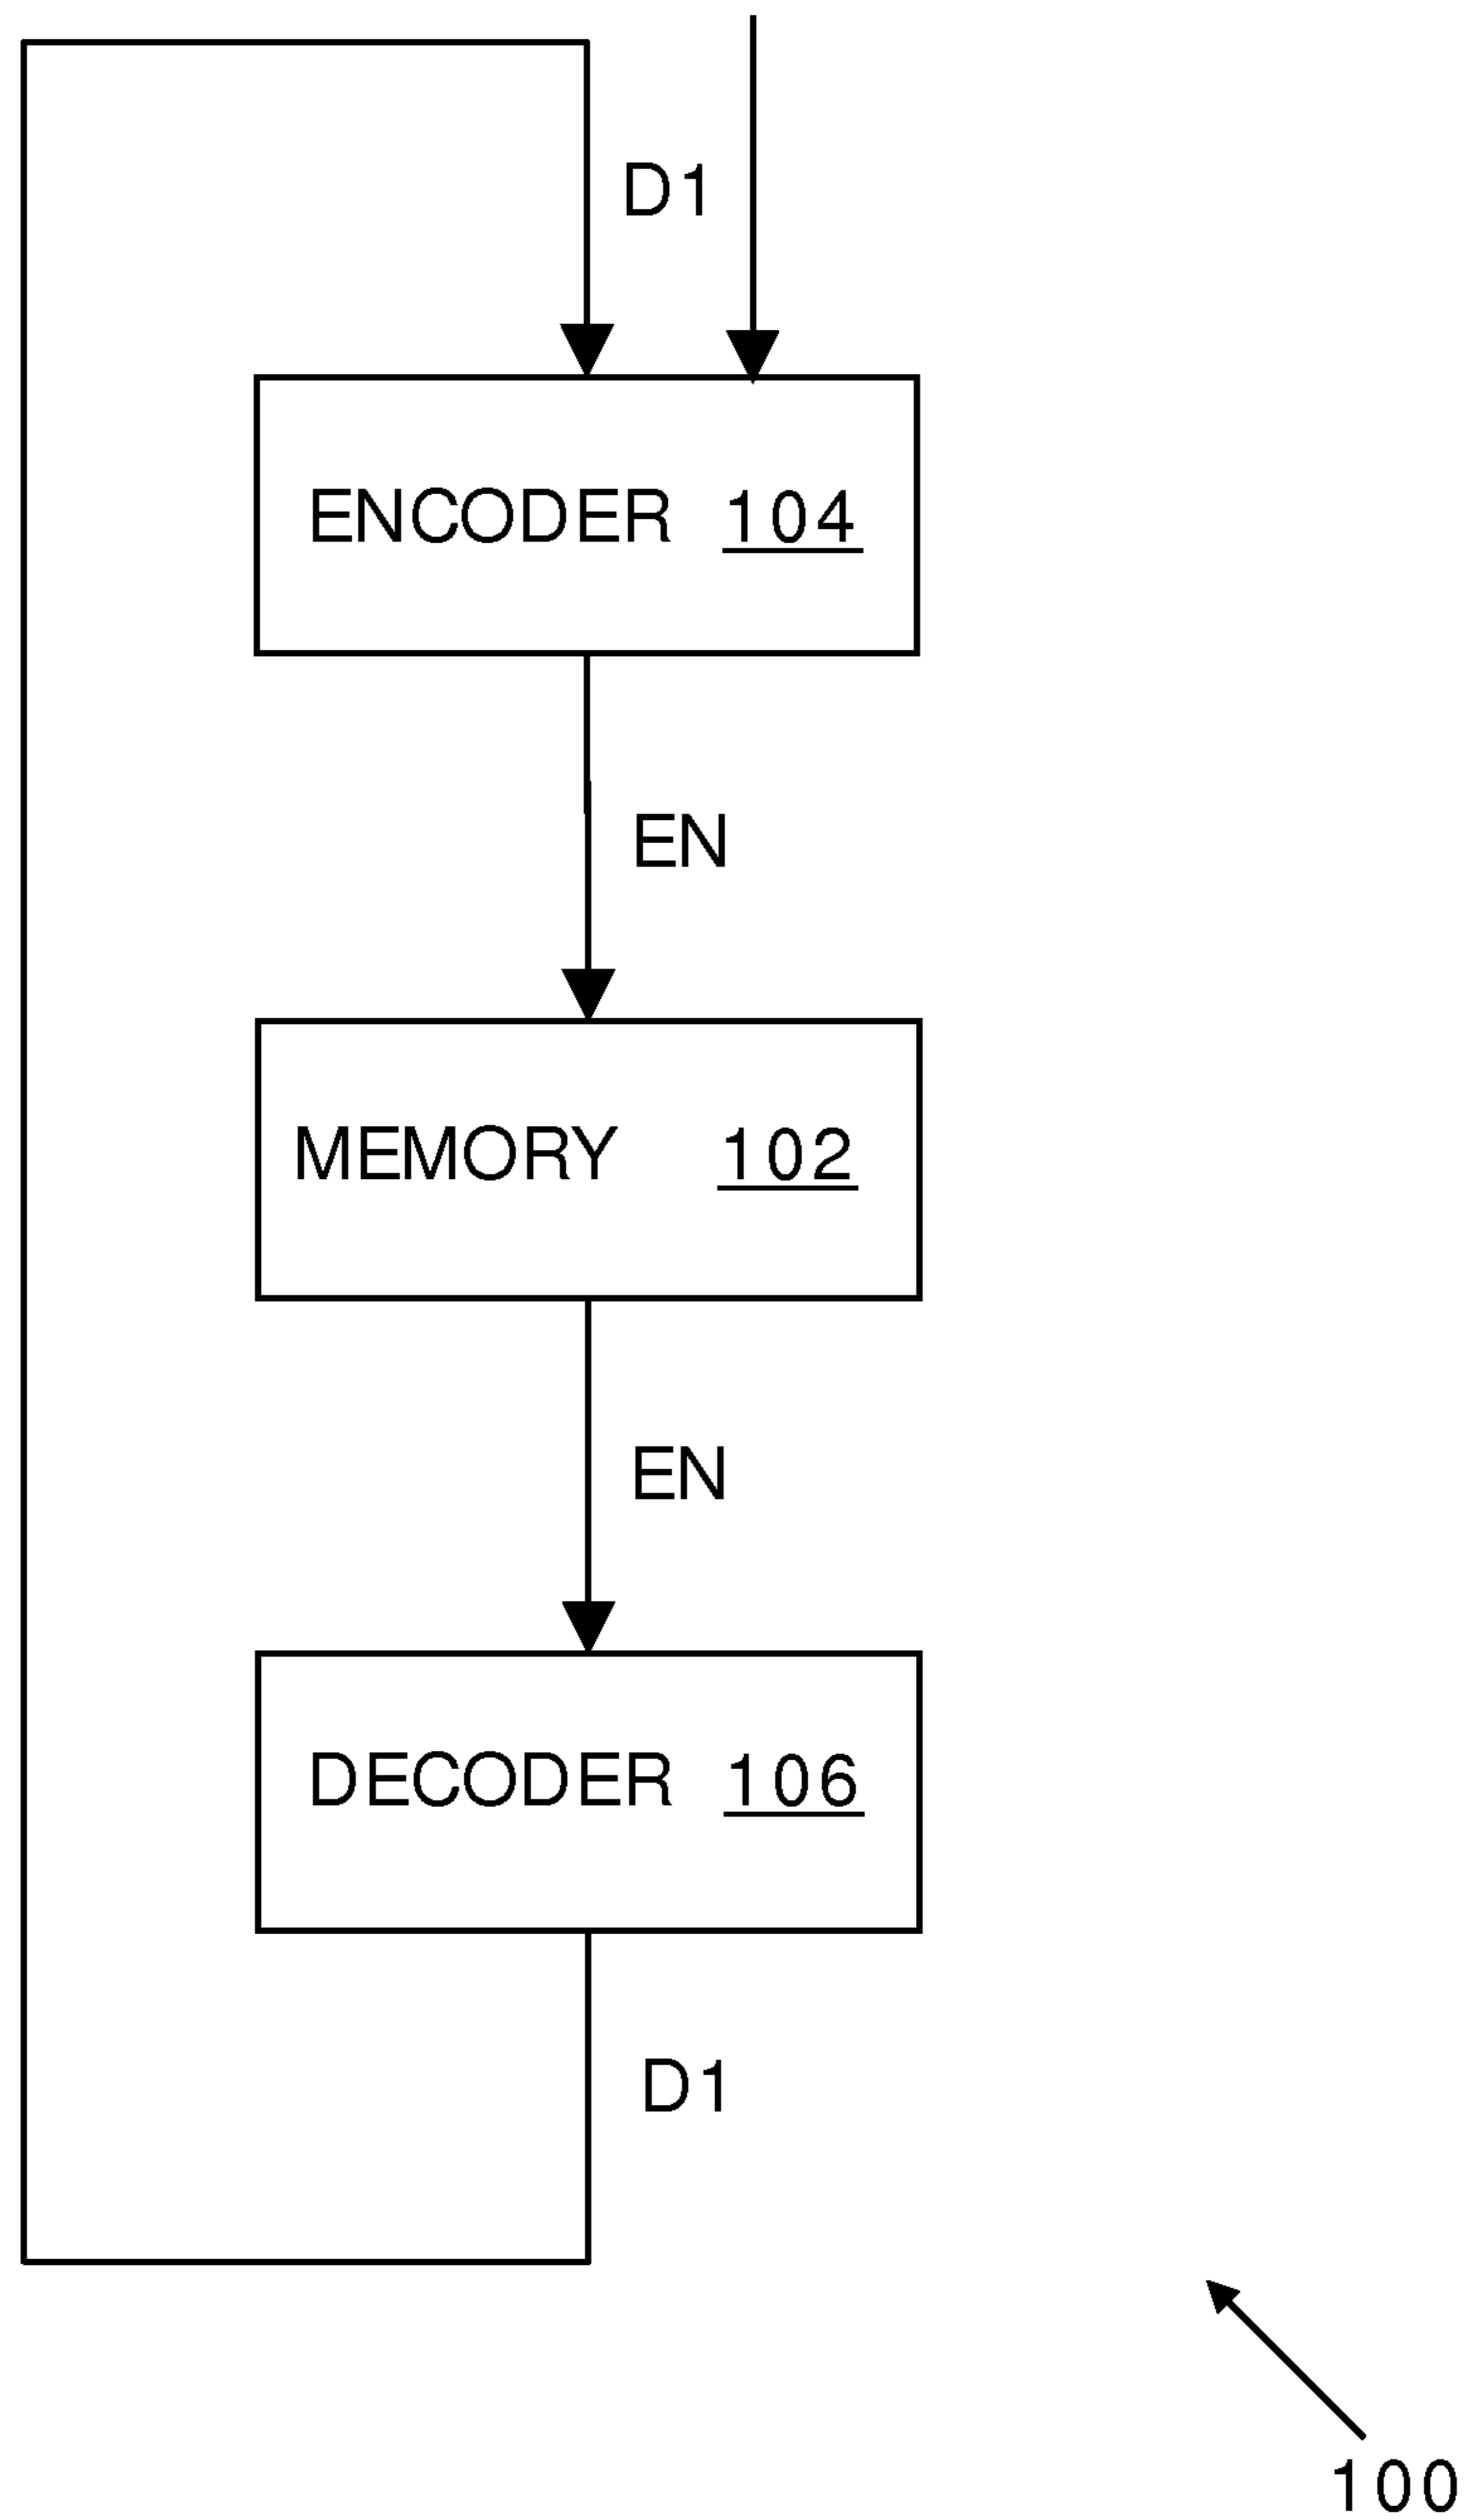 D1
ENCODER 104
EN
MEMORY 102
EN
DECODER 106
D1
100